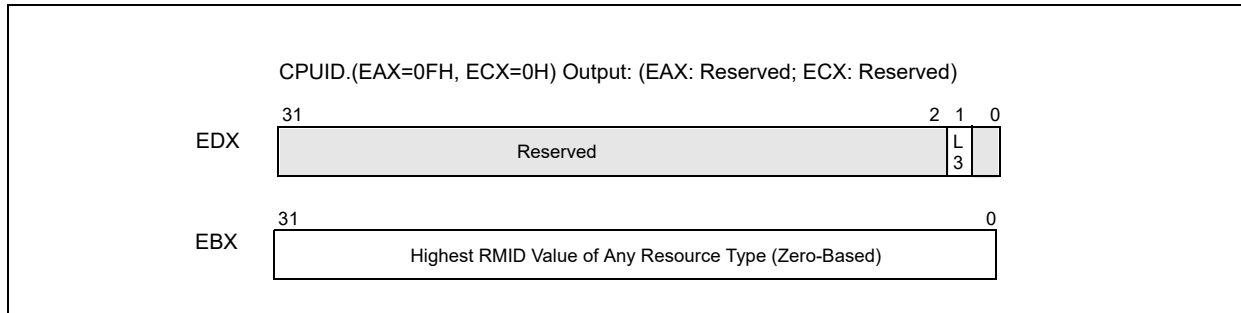 CPUID.(EAX=0FH, ECX=0H) Output: (EAX: Reserved; ECX: Reserved)
31 2 1 0
EDX Reserved L
3
31 0
EBX Highest RMID Value of Any Resource Type (Zero-Based)